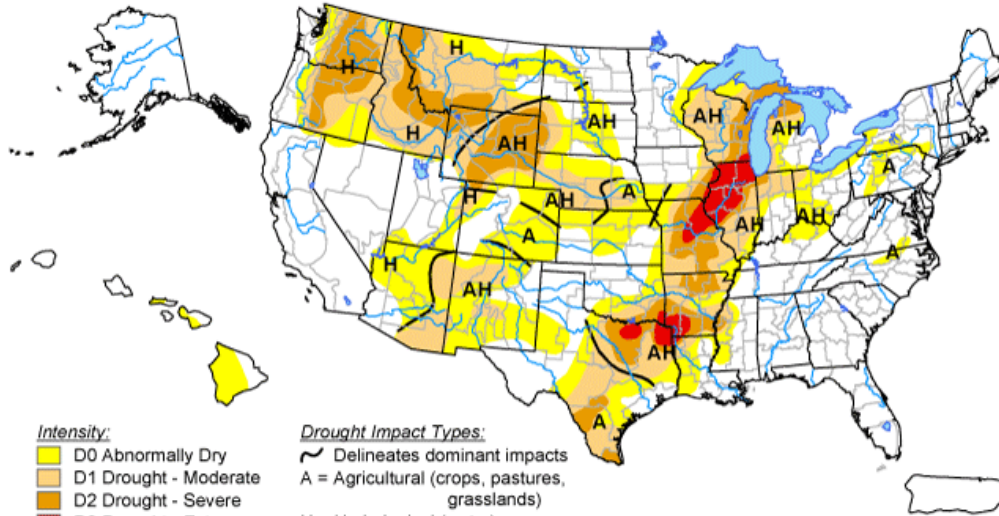 H
H
H
AH
AH
AH
AH
H
AH
A
A
AH
AH
A
A
H
AH
AH
A
Intensity:
D0 Abnormally Dry
D1 Drought - Moderate
D2 Drought - Severe
Drought Impact Types:
Delineates dominant impacts
A = Agricultural (crops, pastures,
grasslands)